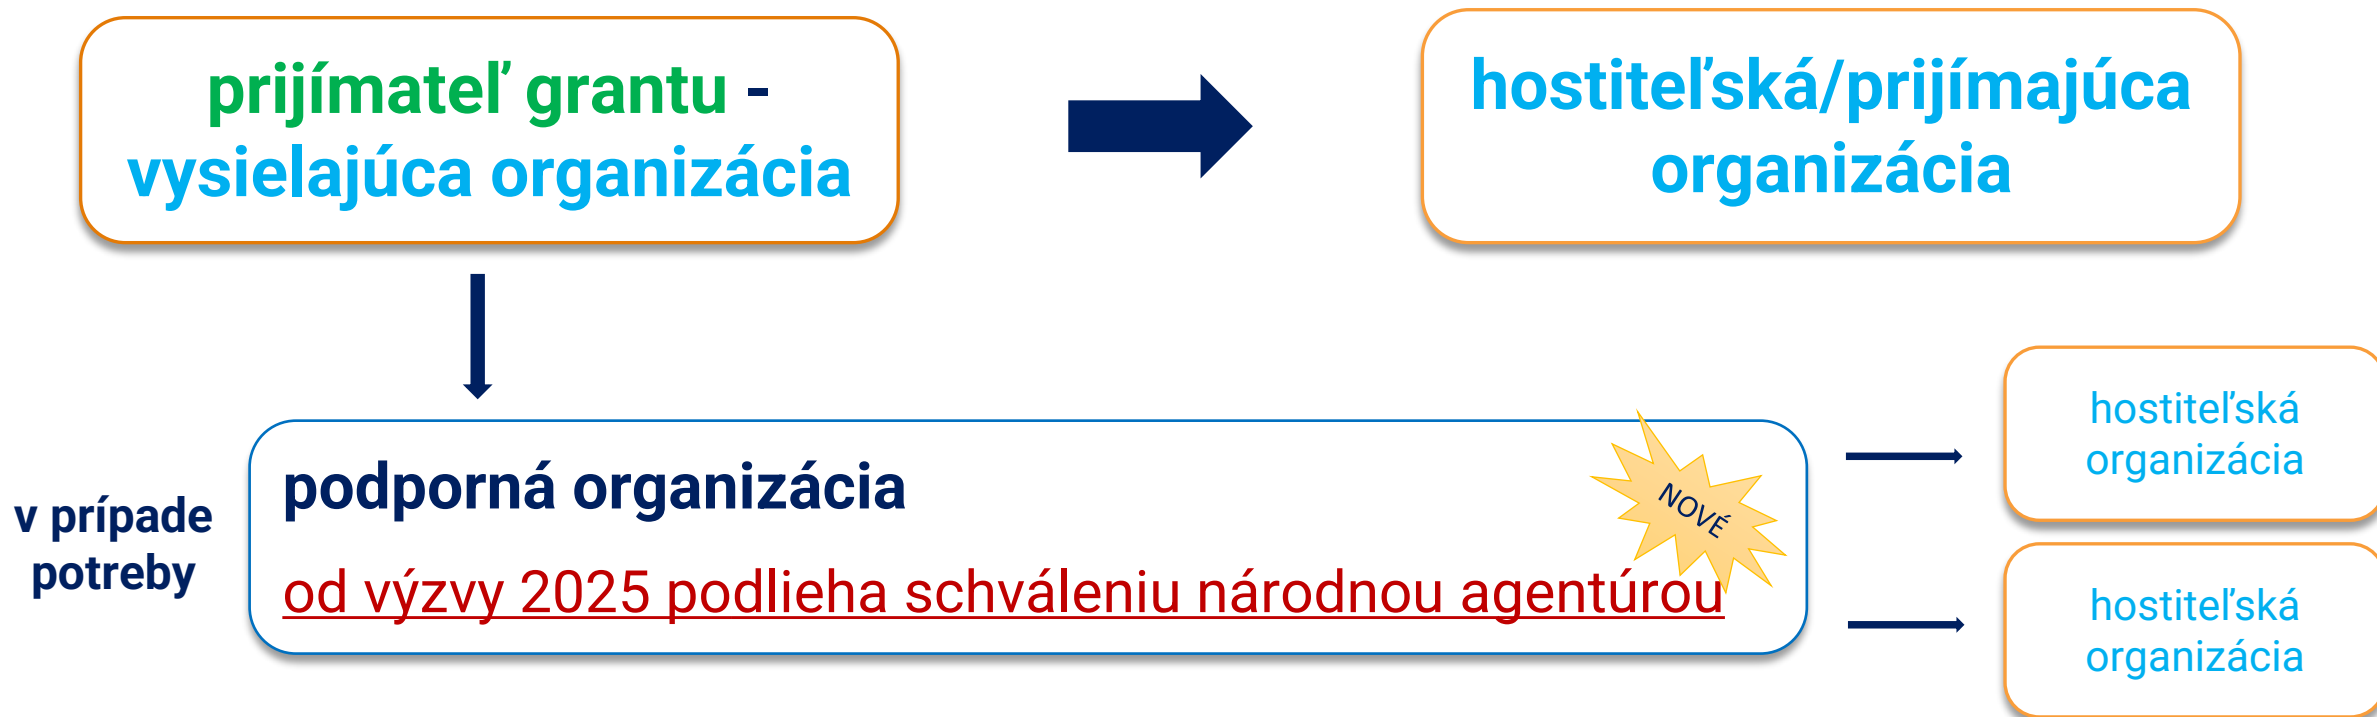 prijímateľ grantu -
vysielajúca organizácia
hostiteľská/prijímajúca
organizácia
v prípade
potreby
podporná organizácia
NOVÉ
od výzvy 2025 podlieha schváleniu národnou agentúrou
hostiteľská
organizácia
hostiteľská
organizácia